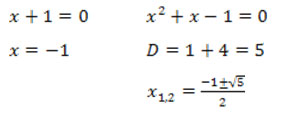 x + 1 = 0
x = −1
x² + x − 1 = 0
D = 1 + 4 = 5
x₁,₂ = (−1±√5)/2